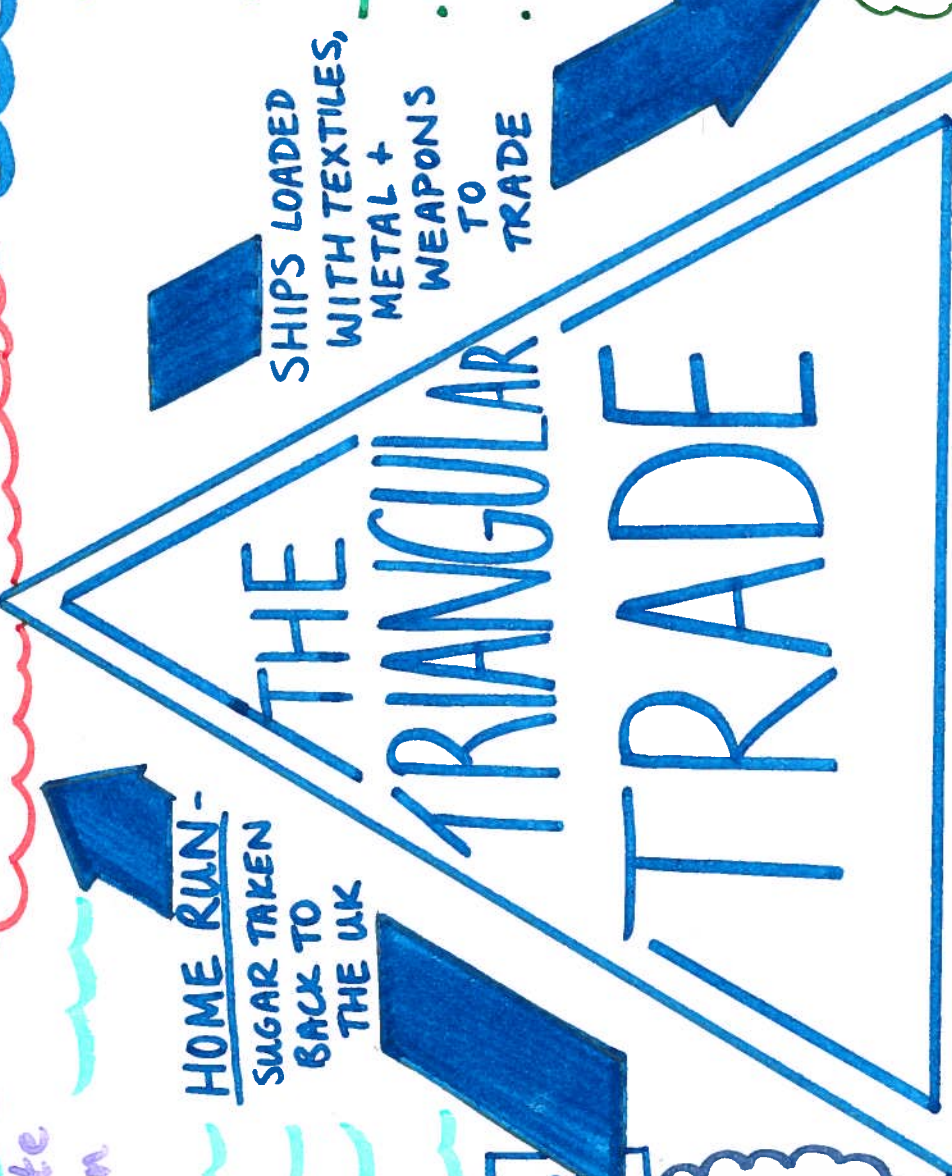 THE
TRIANGULAR
TRADE
HOME RUN-
SUGAR TAKEN
BACK TO
THE UK
SHIPS LOADED
WITH TEXTILES,
METAL +
WEAPONS
TO
TRADE